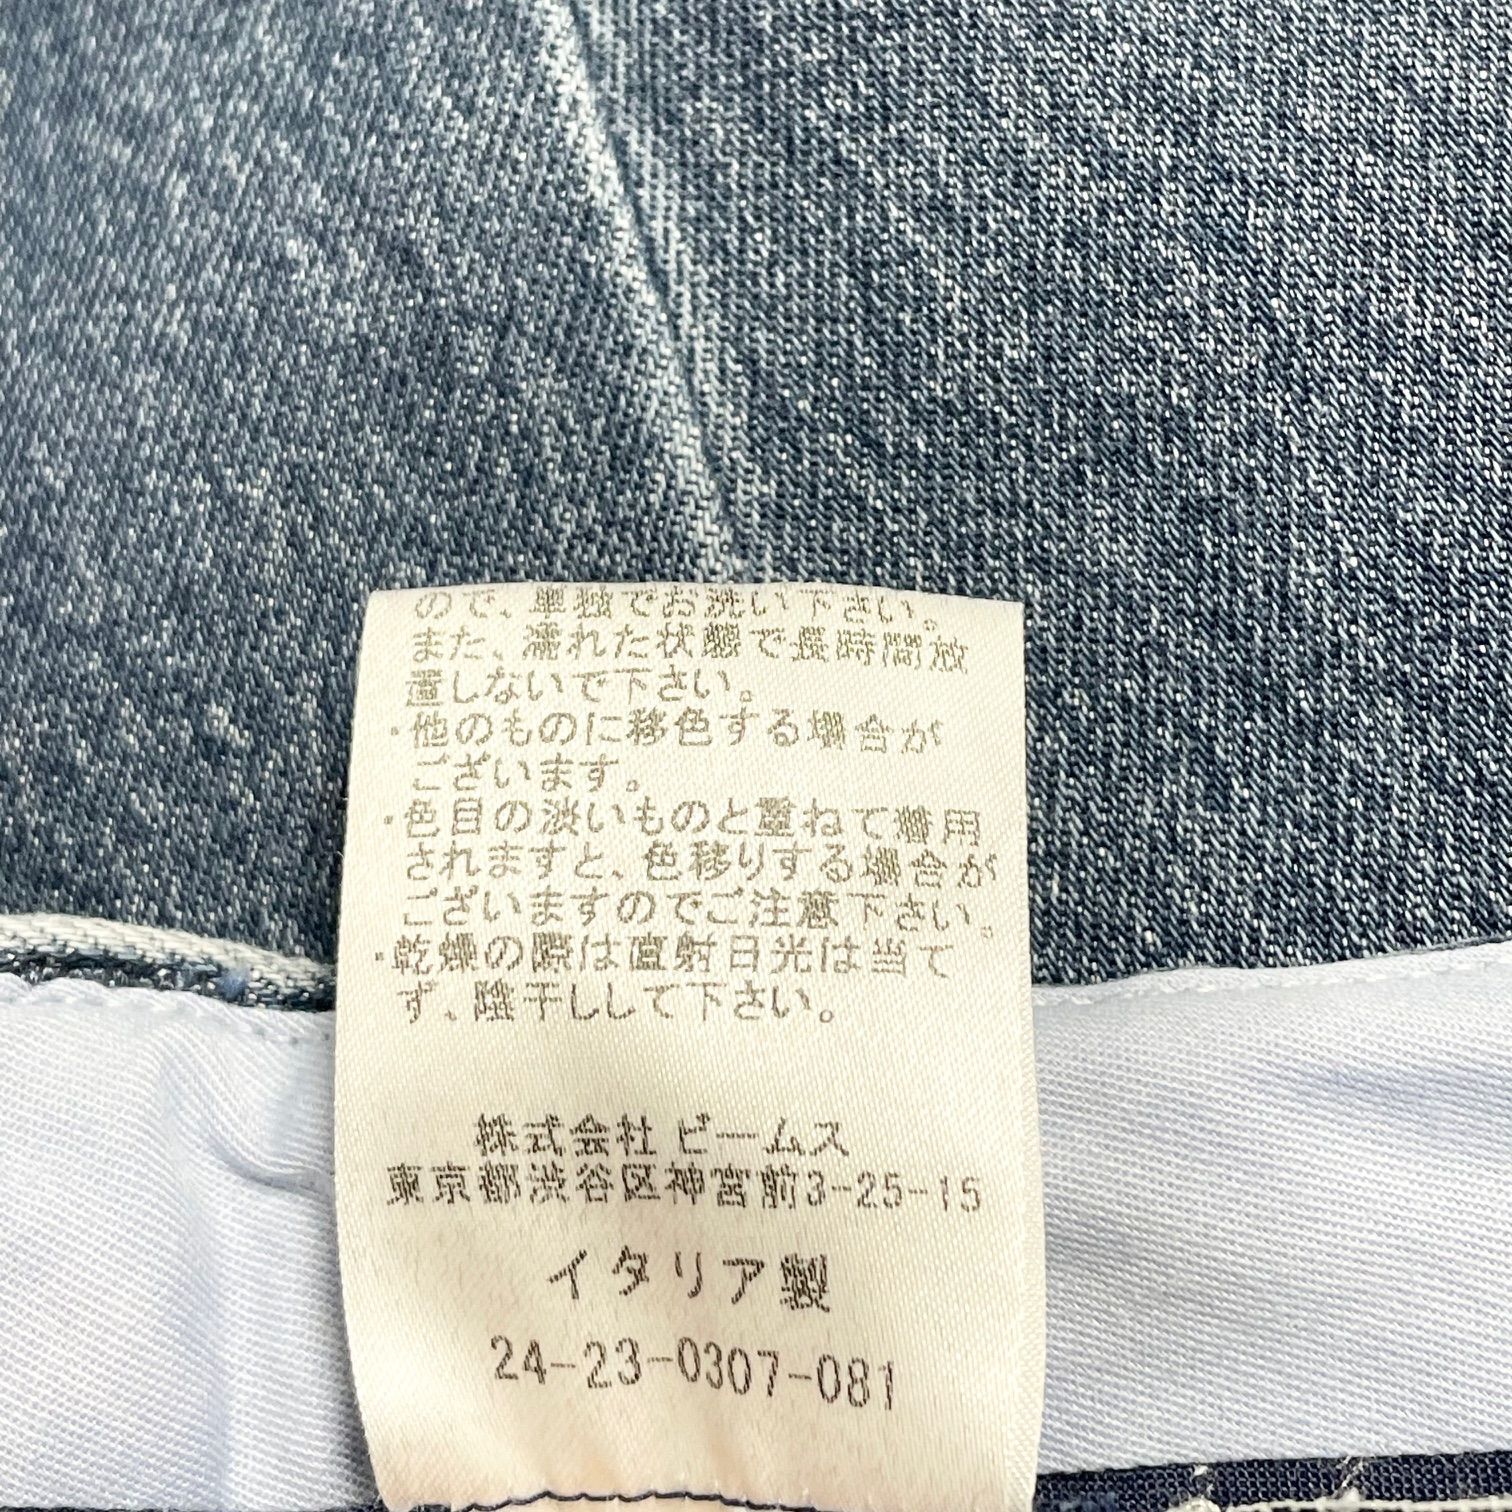 ので、単独でお洗い下さい。
また、濡れた状態で長時間放
置しないで下さい。
・他のものに移色する場合が
ございます。
・色目の淡いものと重ねて着用
されますと、色移りする場合が
ございますのでご注意下さい。
・乾燥の際は直射日光は当て
ず、陰干しして下さい。
株式会社 ビームス
東京都渋谷区神宮前3-25-15
イタリア製
24-23-0307-081